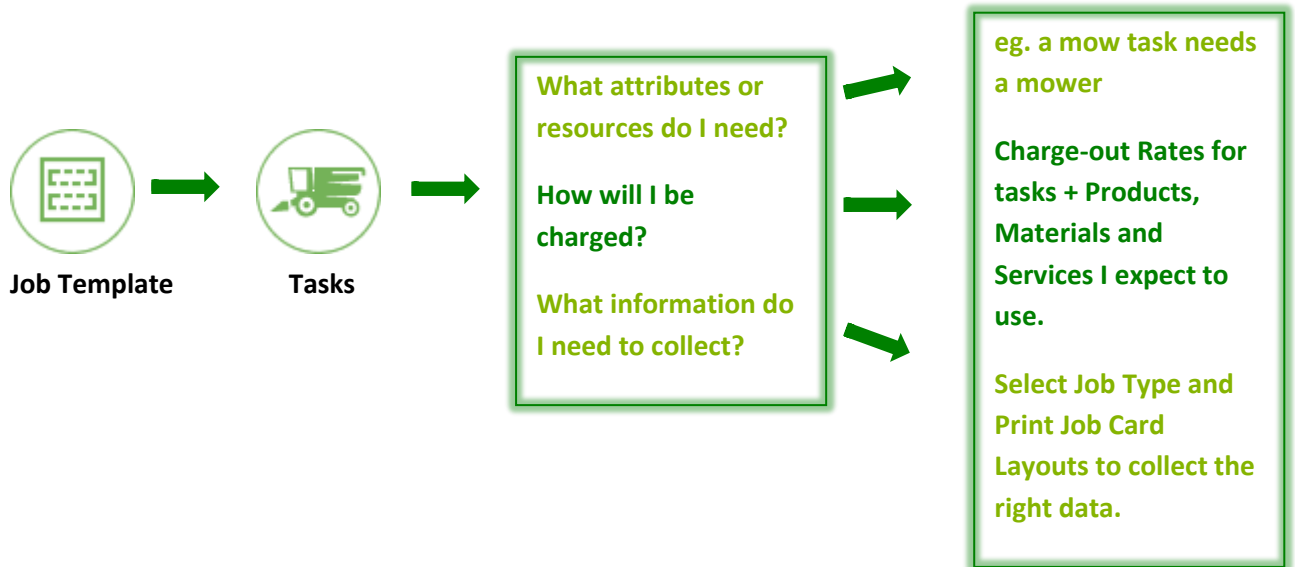 Job Template
Tasks
What attributes or
resources do I need?
How will I be
charged?
What information do
I need to collect?
eg. a mow task needs
a mower
Charge-out Rates for
tasks + Products,
Materials and
Services I expect to
use.
Select Job Type and
Print Job Card
Layouts to collect the
right data.